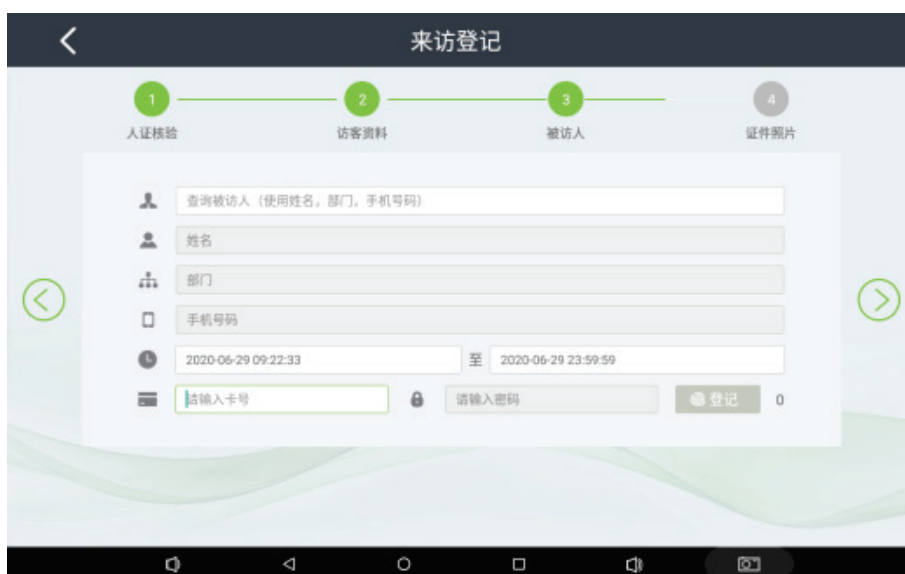 来访登记
1 2 3 4
人证核验 访客资料 被访人 证件照片
查询被访人（使用姓名，部门，手机号码）
姓名
部门
手机号码
2020-06-29 09:22:33 至 2020-06-29 23:59:59
请输入卡号 请输入密码 登记 0